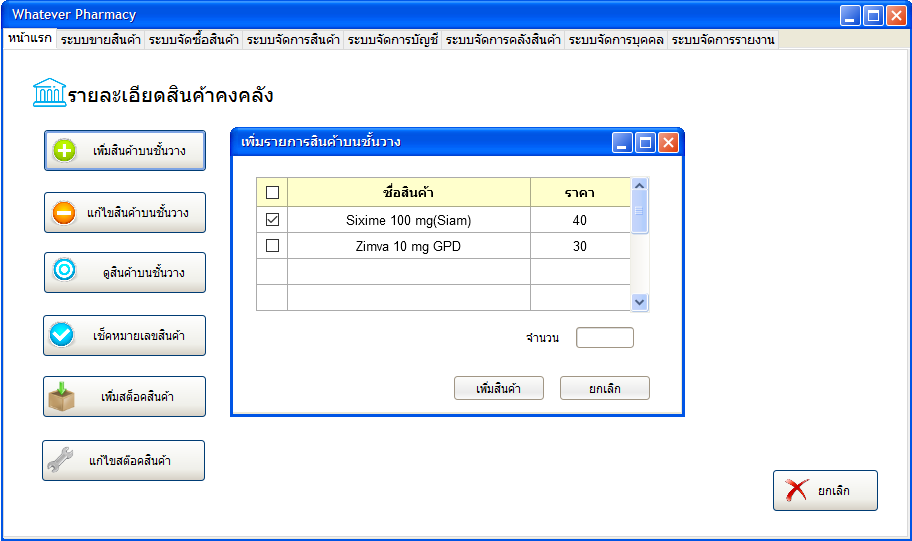 Whatever Pharmacy
หน้าแรก ระบบขายสินค้า ระบบจัดซื้อสินค้า ระบบจัดการสินค้า ระบบจัดการบัญชี ระบบจัดการคลังสินค้า ระบบจัดการบุคคล ระบบจัดการรายงาน
รายละเอียดสินค้าคงคลัง
เพิ่มสินค้าบนชั้นวาง
แก้ไขสินค้าบนชั้นวาง
ดูสินค้าบนชั้นวาง
เช็คหมายเลขสินค้า
เพิ่มสต็อคสินค้า
แก้ไขสต๊อคสินค้า
เพิ่มรายการสินค้าบนชั้นวาง
ชื่อสินค้า ราคา
Sixime 100 mg(Siam) 40
Zimva 10 mg GPD 30
จำนวน
เพิ่มสินค้า ยกเลิก
ยกเลิก